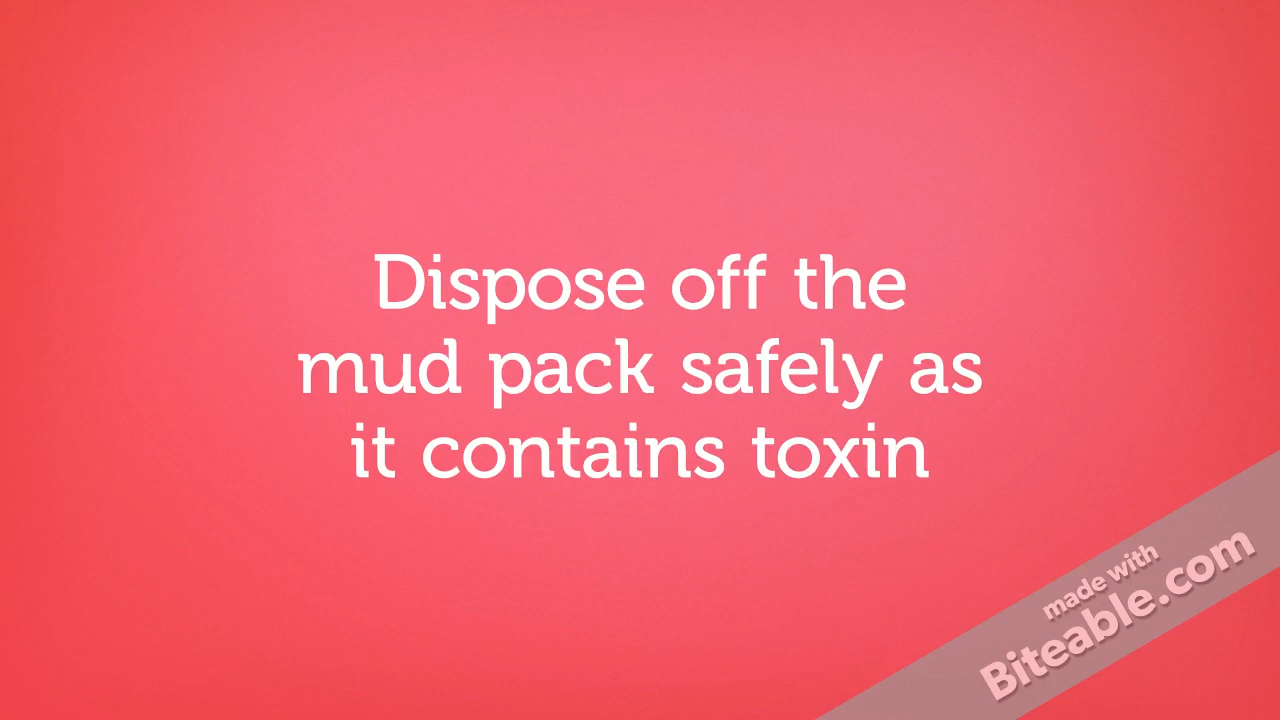 Dispose off the
mud pack safely as
it contains toxin
made with
Biteable.com